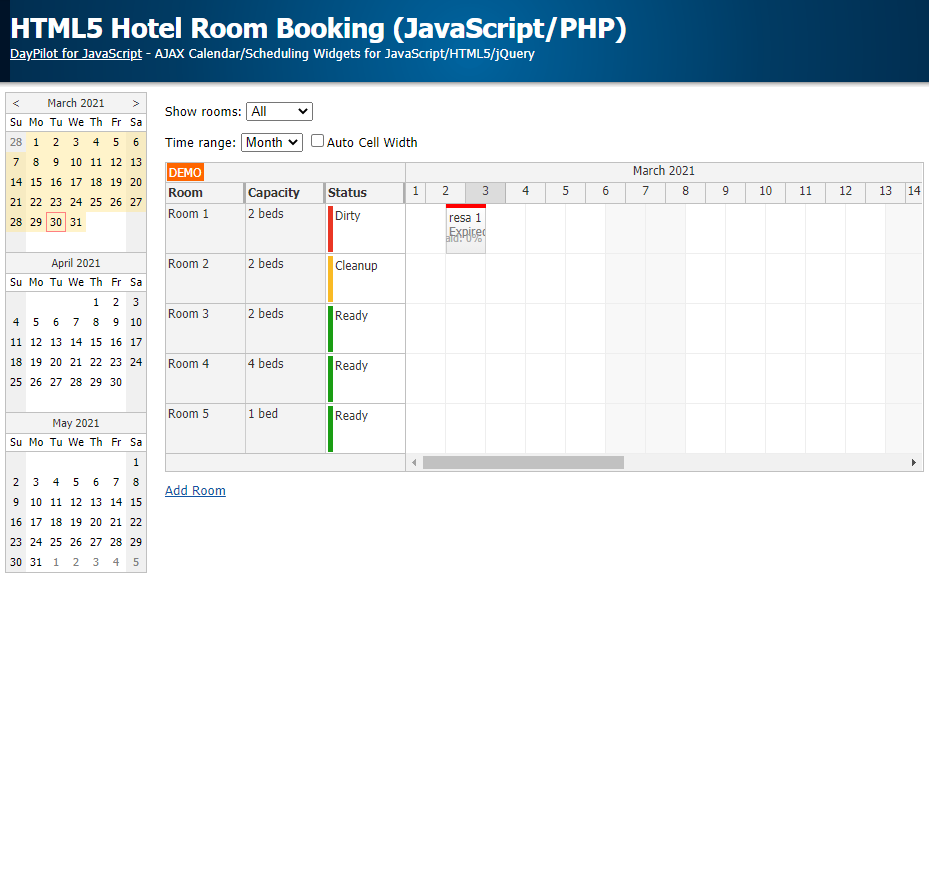 HTML5 Hotel Room Booking (JavaScript/PHP)
DayPilot for JavaScript - AJAX Calendar/Scheduling Widgets for JavaScript/HTML5/jQuery
< March 2021 >
Su Mo Tu We Th Fr Sa
28 1 2 3 4 5 6
7 8 9 10 11 12 13
14 15 16 17 18 19 20
21 22 23 24 25 26 27
28 29 30 31
April 2021
Su Mo Tu We Th Fr Sa
1 2 3
4 5 6 7 8 9 10
11 12 13 14 15 16 17
18 19 20 21 22 23 24
25 26 27 28 29 30
May 2021
Su Mo Tu We Th Fr Sa
1
2 3 4 5 6 7 8
9 10 11 12 13 14 15
16 17 18 19 20 21 22
23 24 25 26 27 28 29
30 31 1 2 3 4 5
Show rooms: All
Time range: Month Auto Cell Width
DEMO March 2021
Room Capacity Status 1 2 3 4 5 6 7 8 9 10 11 12 13 14
Room 1 2 beds Dirty resa 1
Expired
aid: 0%
Room 2 2 beds Cleanup
Room 3 2 beds Ready
Room 4 4 beds Ready
Room 5 1 bed Ready
Add Room